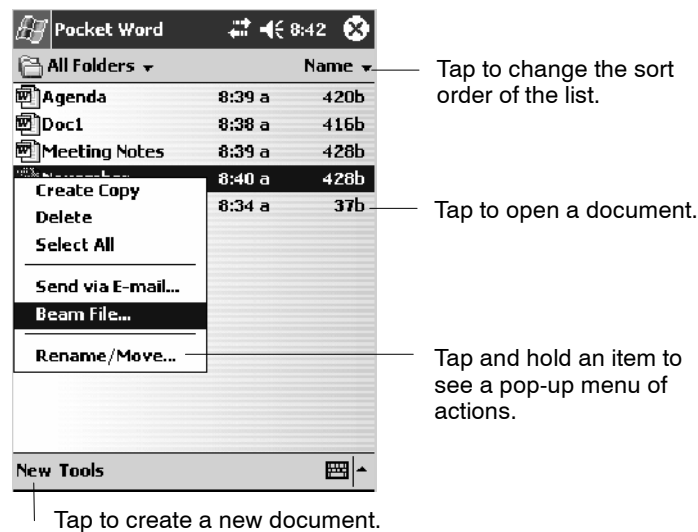 Pocket Word 8:42
All Folders Name
Tap to change the sort
order of the list.
Agenda 8:39 a 420b
Doc1 8:38 a 416b
Meeting Notes 8:39 a 428b
8:40 a 428b
8:34 a 37b
Tap to open a document.
Create Copy
Delete
Select All
Send via E-mail...
Beam File...
Rename/Move...
Tap and hold an item to
see a pop-up menu of
actions.
New Tools
Tap to create a new document.